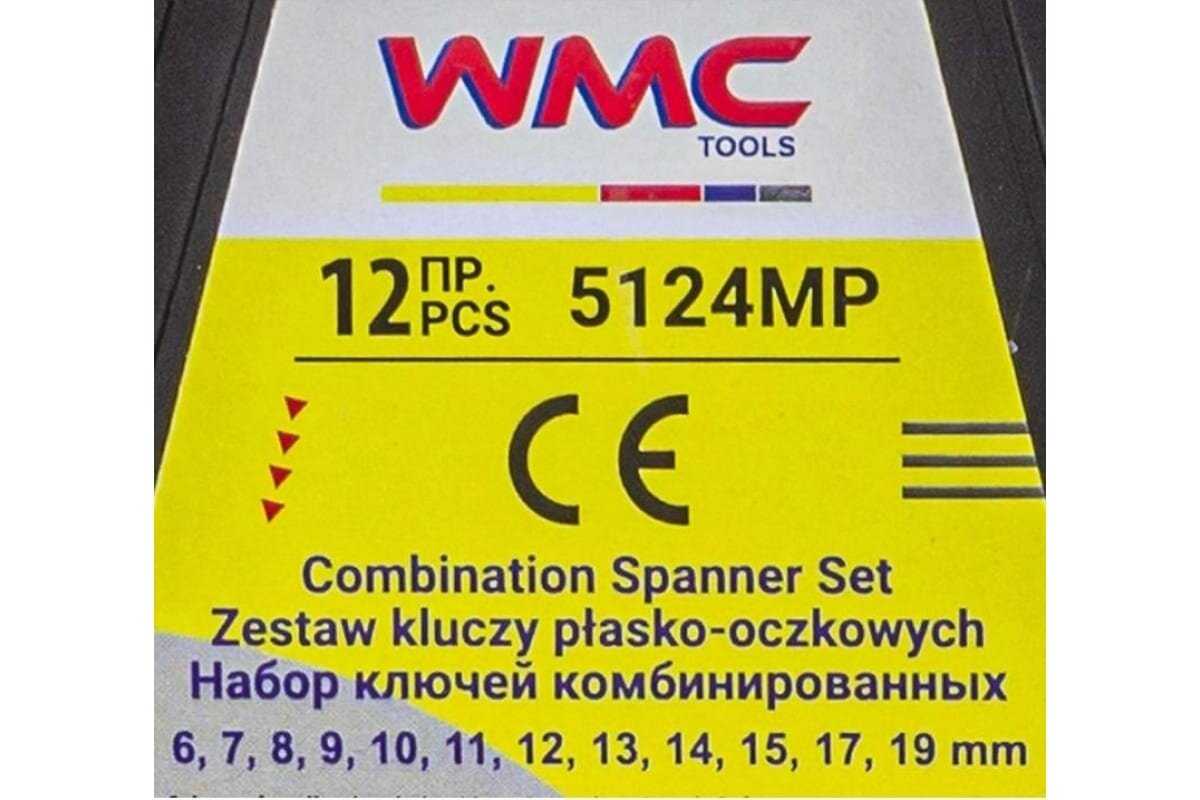 WMC
TOOLS
12 ПР. PCS 5124MP
CE
Combination Spanner Set
Zestaw kluczy płasko-oczkowych
Набор ключей комбинированных
6, 7, 8, 9, 10, 11, 12, 13, 14, 15, 17, 19 mm